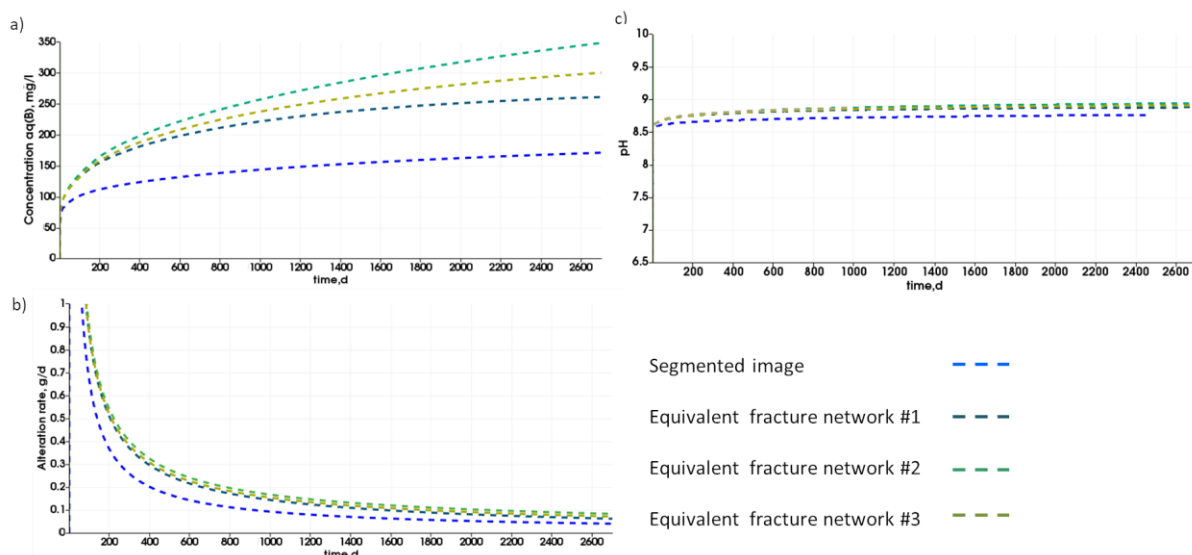 a)
350
300
250
200
150
100
50
0
Concentration aq(B), mg/l
200 400 600 800 1000 1200 1400 1600 1800 2000 2200 2400 2600
time,d
c)
10
9.5
9
8.5
8
7.5
7
6.5
pH
200 400 600 800 1000 1200 1400 1600 1800 2000 2200 2400 2600
time,d
b)
1
0.9
0.8
0.7
0.6
0.5
0.4
0.3
0.2
0.1
0
Alteration rate, g/d
200 400 600 800 1000 1200 1400 1600 1800 2000 2200 2400 2600
time,d
Segmented image
Equivalent fracture network #1
Equivalent fracture network #2
Equivalent fracture network #3